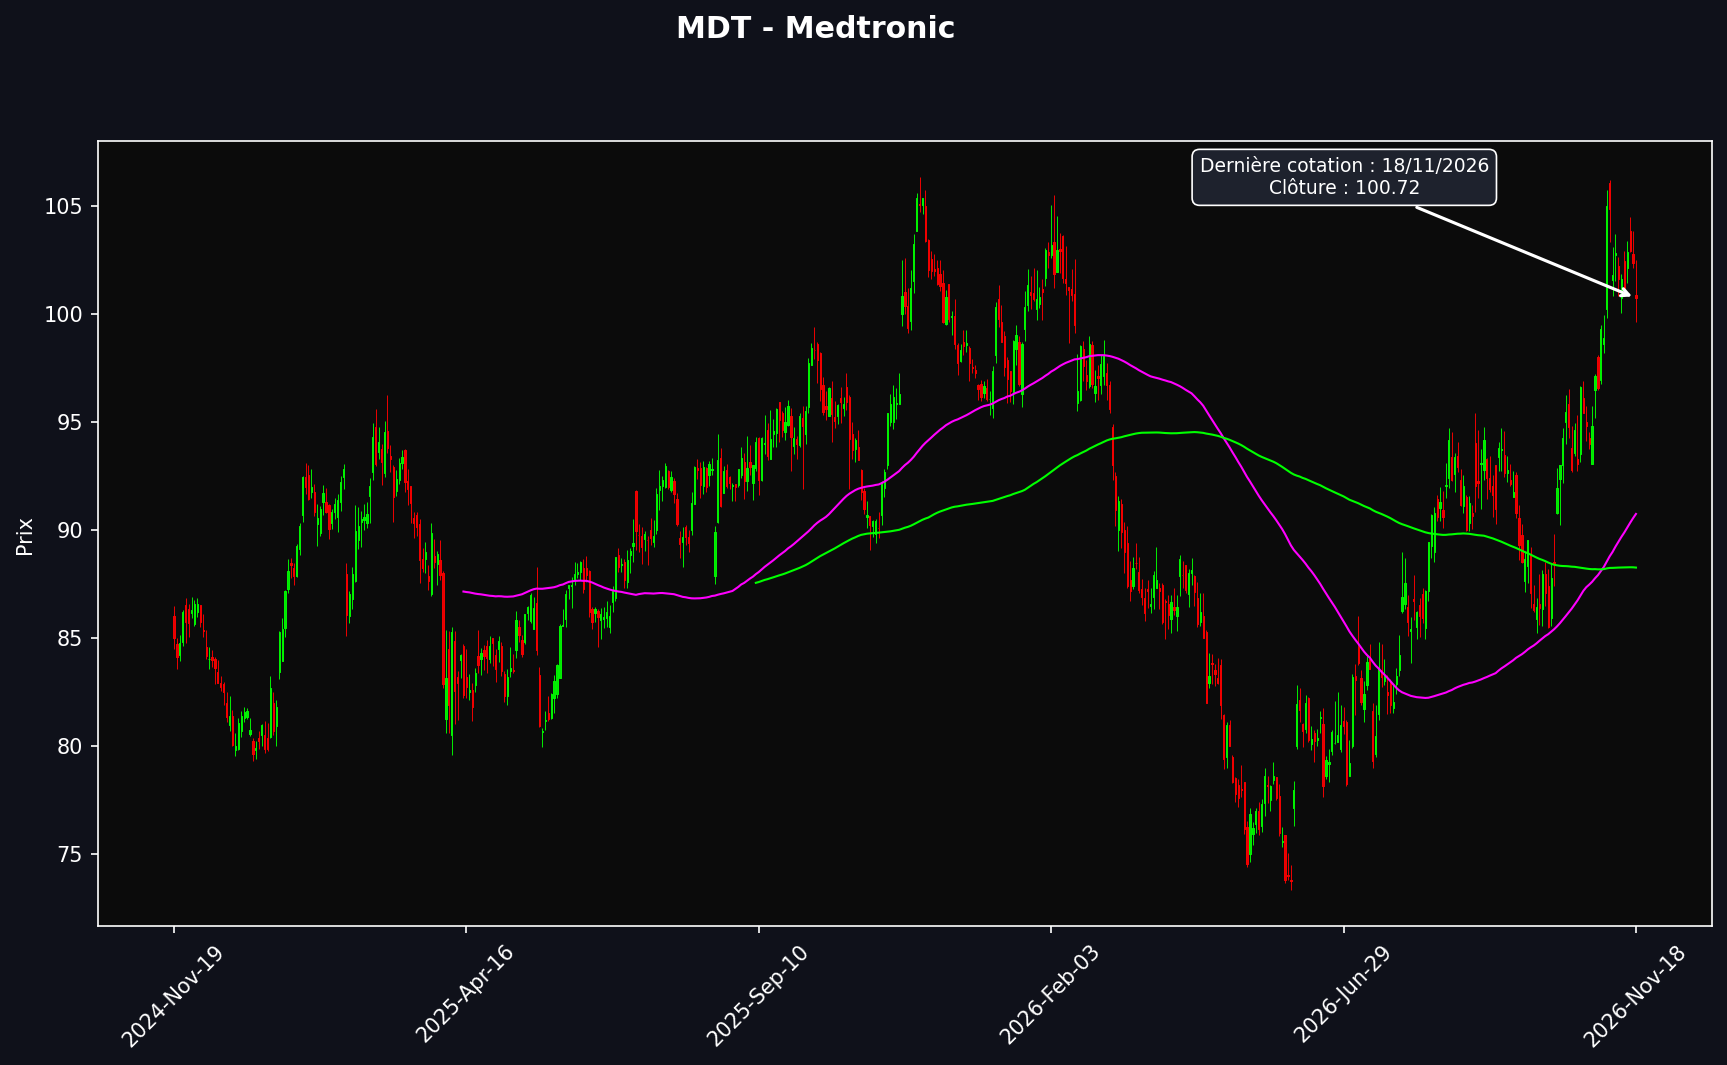 MDT - Medtronic
Dernière cotation : 18/11/2026
Clôture : 100.72
Prix
105
100
95
90
85
80
75
2024-Nov-19
2025-Apr-16
2025-Sep-10
2026-Feb-03
2026-Jun-29
2026-Nov-18